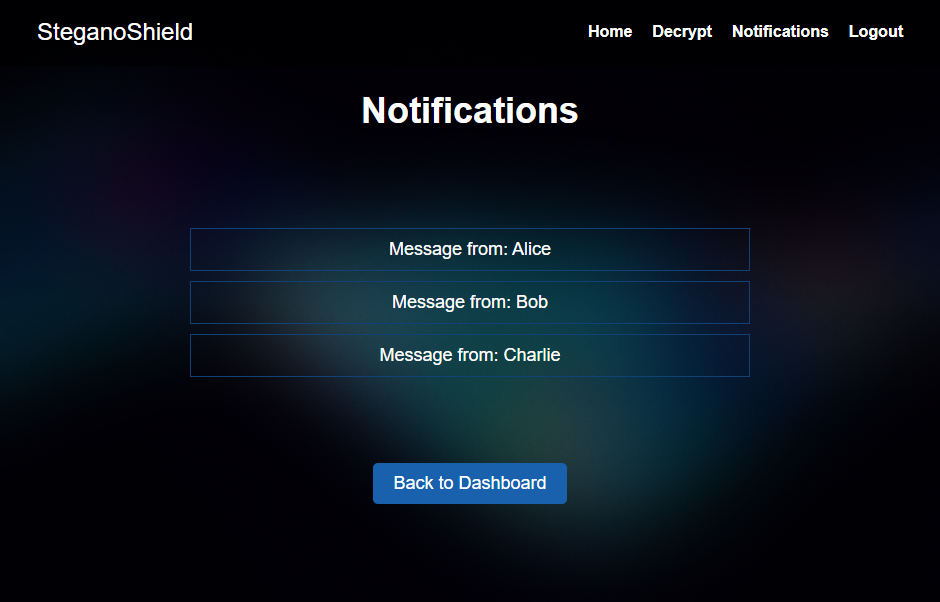 SteganoShield
Home Decrypt Notifications Logout
Notifications
Message from: Alice
Message from: Bob
Message from: Charlie
Back to Dashboard